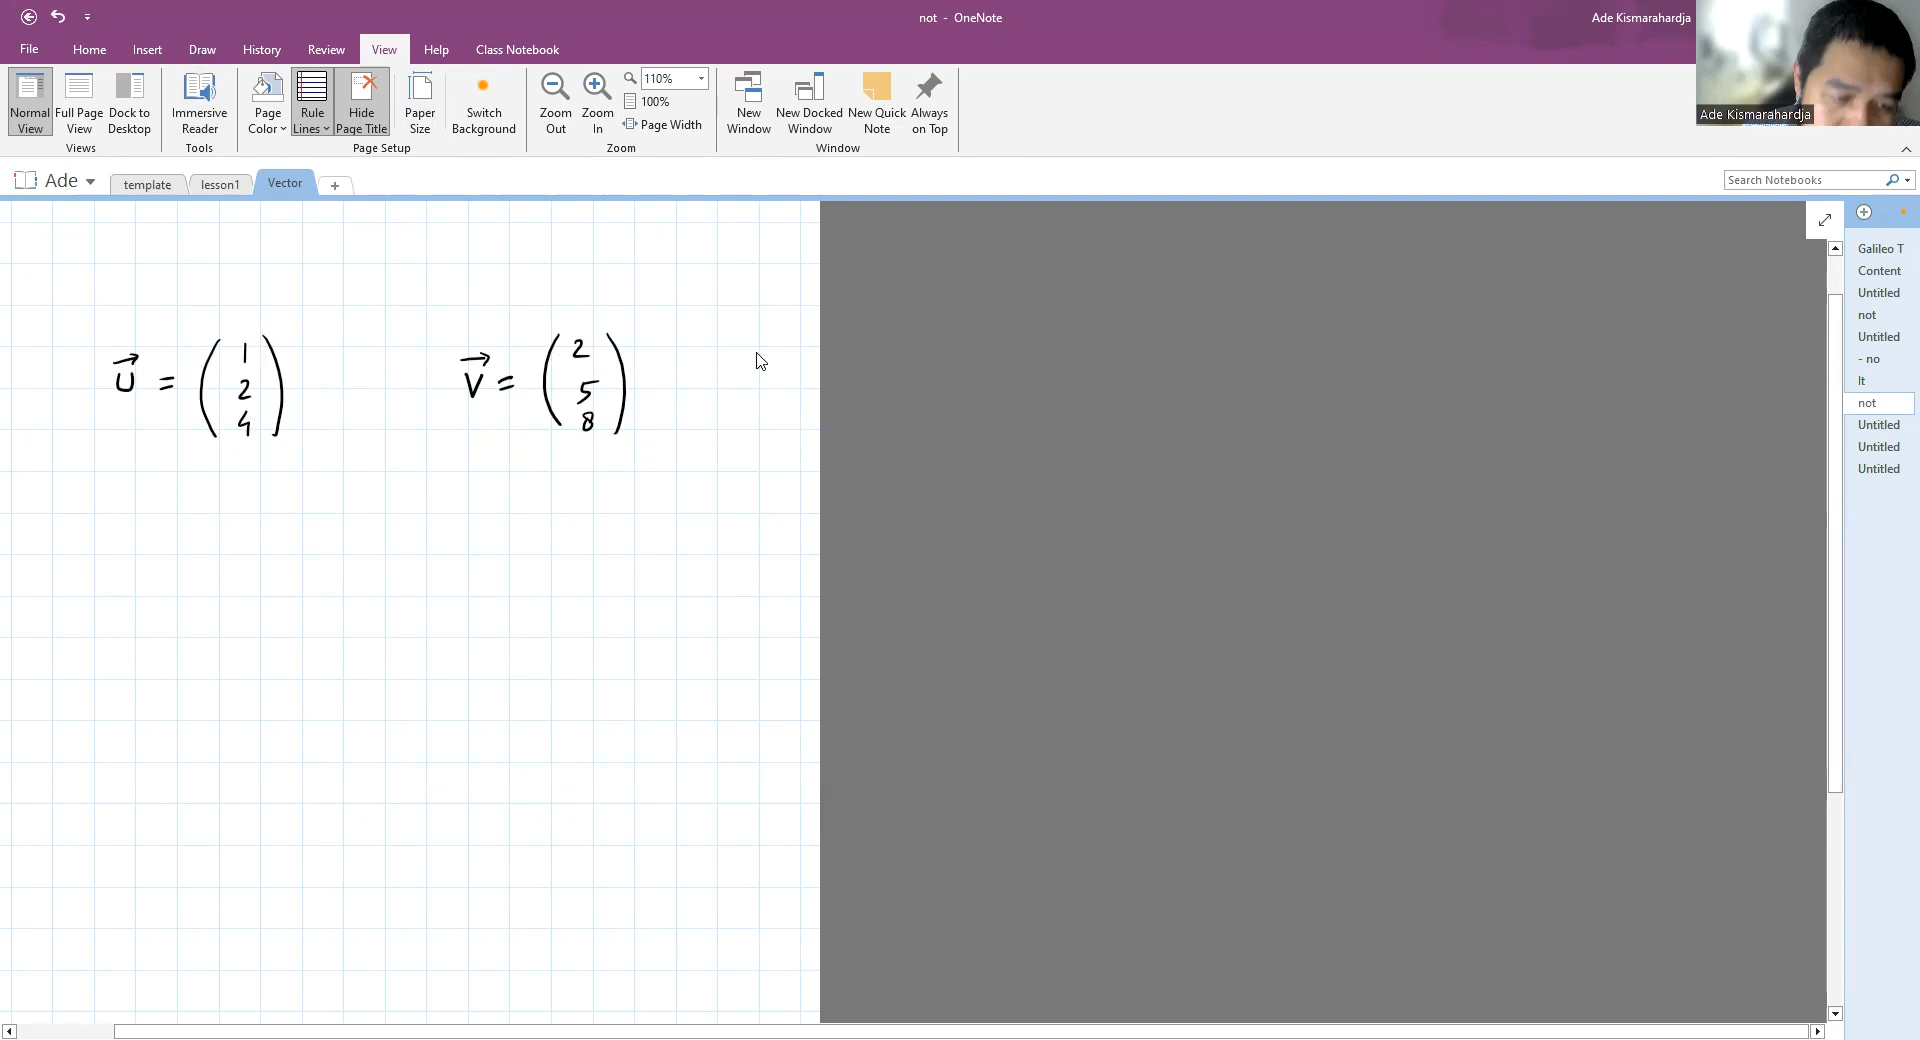 not - OneNote
Ade Kismarahardja
File Home Insert Draw History Review View Help Class Notebook
Normal View
Full Page View
Dock to Desktop
Immersive Reader
Page Color
Rule Lines
Hide Page Title
Paper Size
Switch Background
Zoom Out
Zoom In
110%
100%
Page Width
New Window
New Docked Window
New Quick Note
Always on Top
Views
Tools
Page Setup
Zoom
Window
Ade Kismarahardja
Ade
template
lesson1
Vector
Search Notebooks
Galileo T
Content
Untitled
not
Untitled
- no
It
not
Untitled
Untitled
Untitled
U = ( 1
2
4 )
V = ( 2
5
8 )